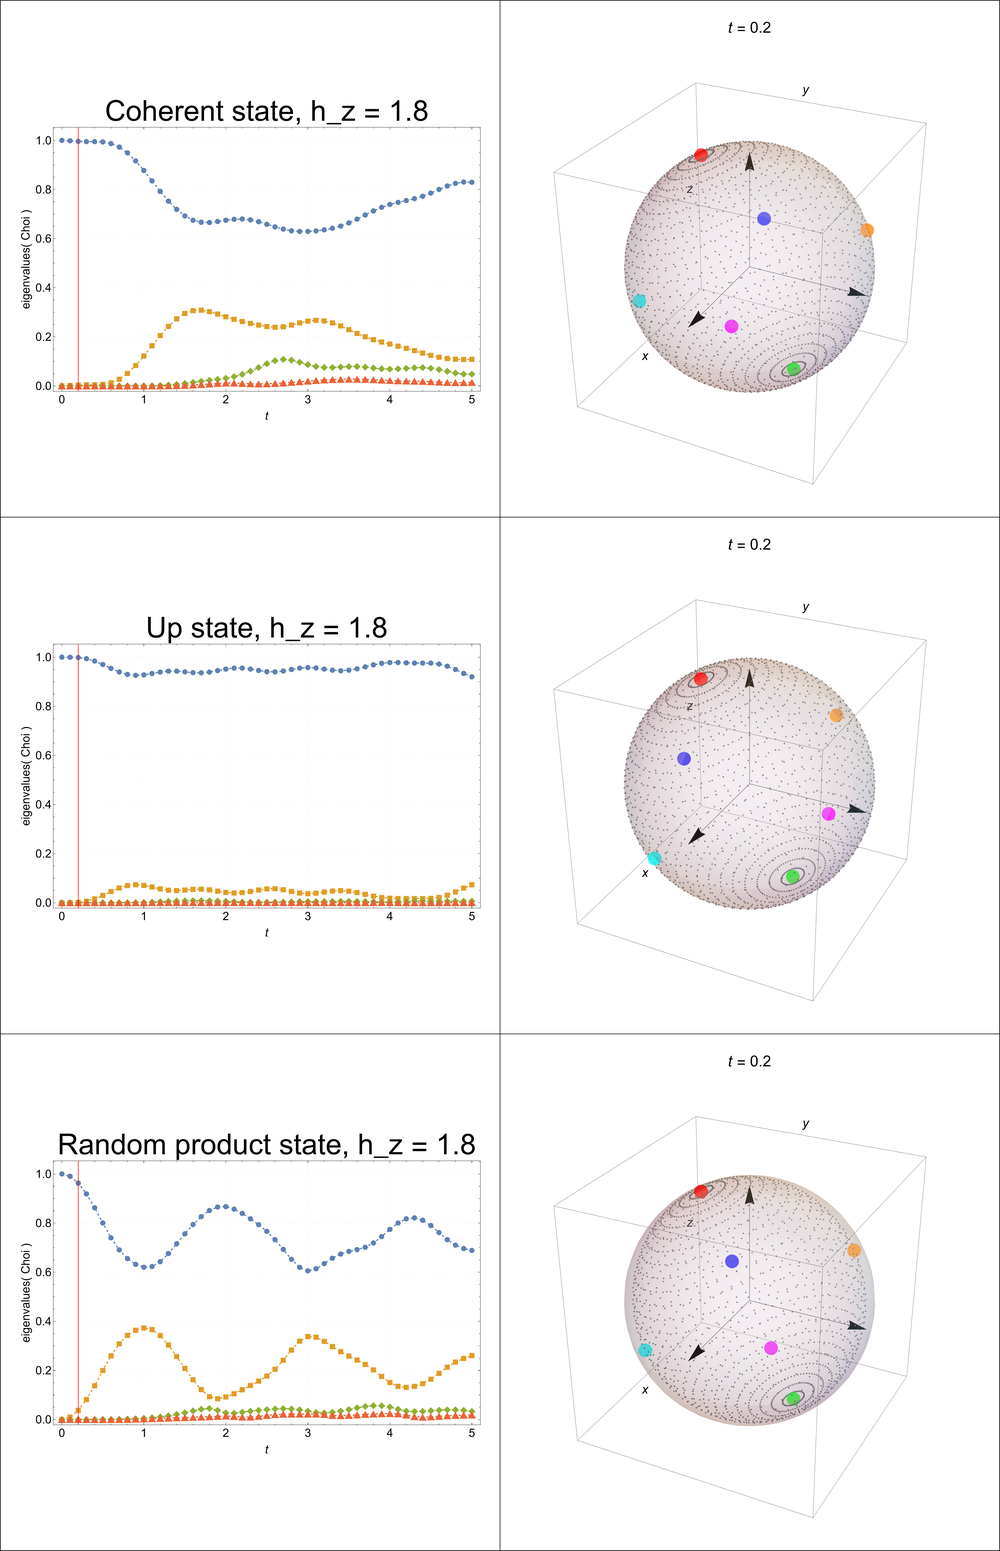 t = 0.2
Coherent state, h_z = 1.8
eigenvalues( Choi )
1.0
0.8
0.6
0.4
0.2
0.0
0 1 2 3 4 5
t
y
z
x
t = 0.2
Up state, h_z = 1.8
eigenvalues( Choi )
1.0
0.8
0.6
0.4
0.2
0.0
0 1 2 3 4 5
t
y
z
x
t = 0.2
Random product state, h_z = 1.8
eigenvalues( Choi )
1.0
0.8
0.6
0.4
0.2
0.0
0 1 2 3 4 5
t
y
z
x